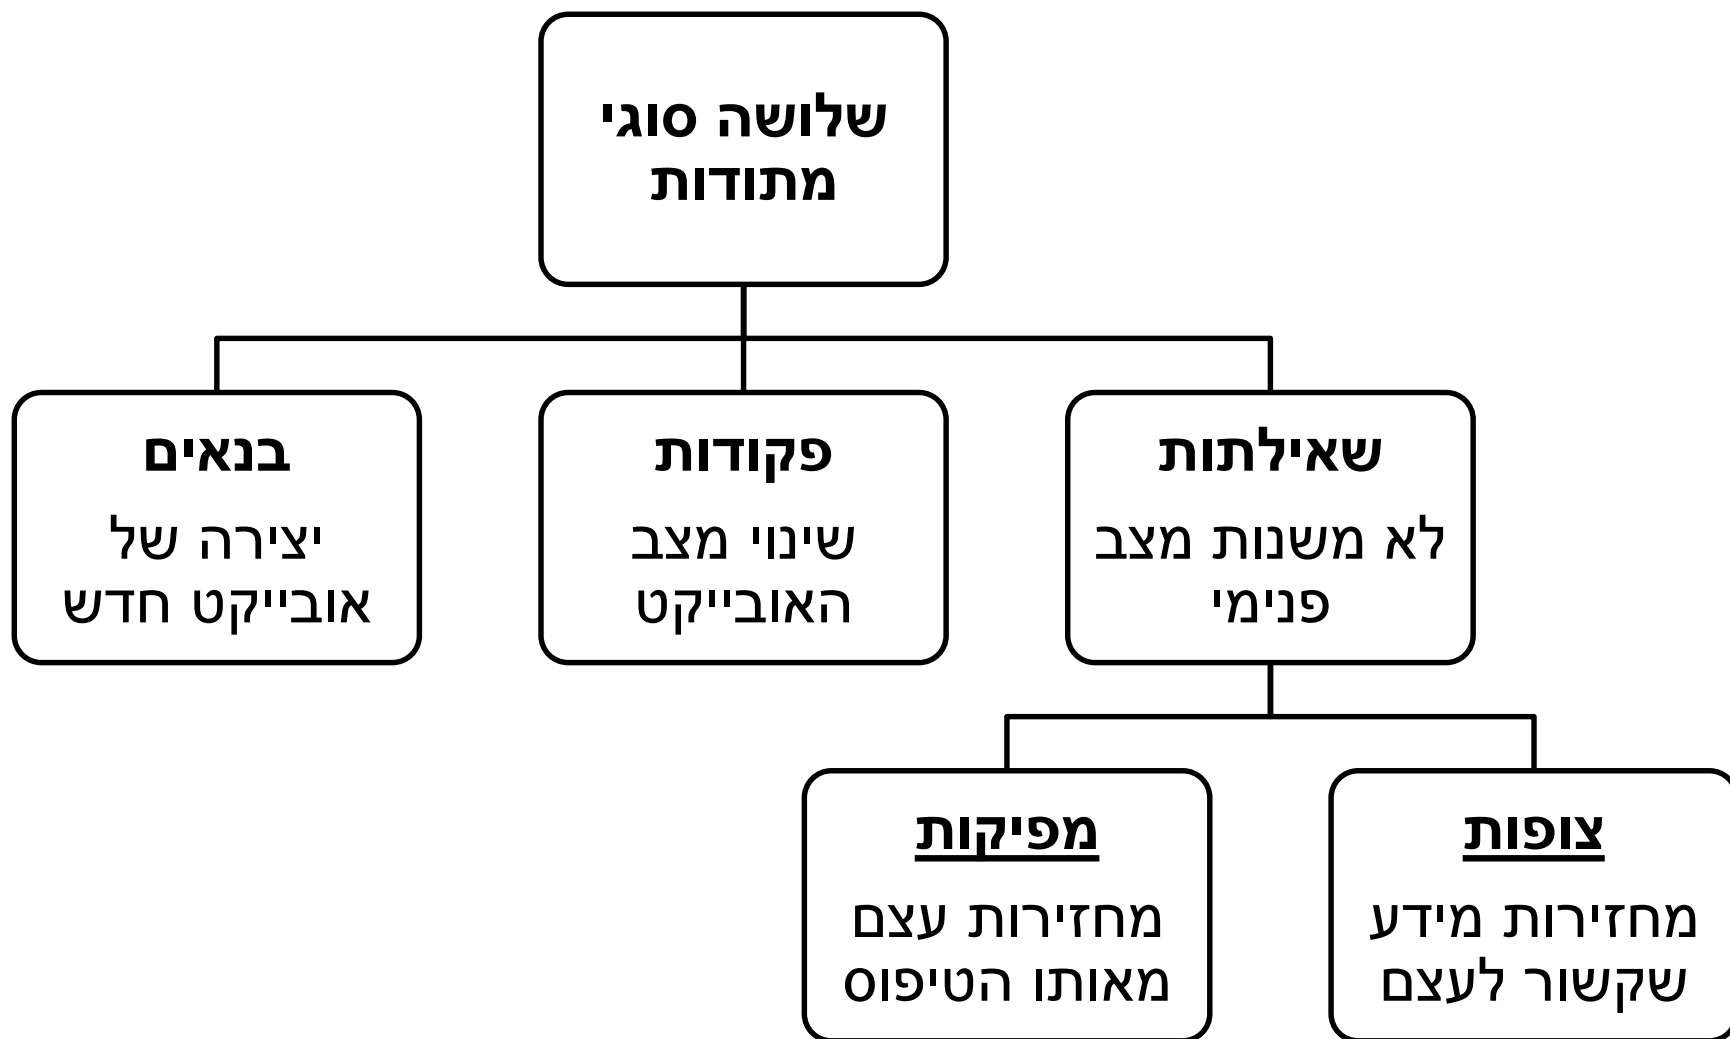 שלושה סוגי
מתודות
שאילתות
לא משנות מצב
פנימי
פקודות
שינוי מצב
האובייקט
בנאים
יצירה של
אובייקט חדש
צופות
מחזירות מידע
שקשור לעצם
מפיקות
מחזירות עצם
מאותו הטיפוס